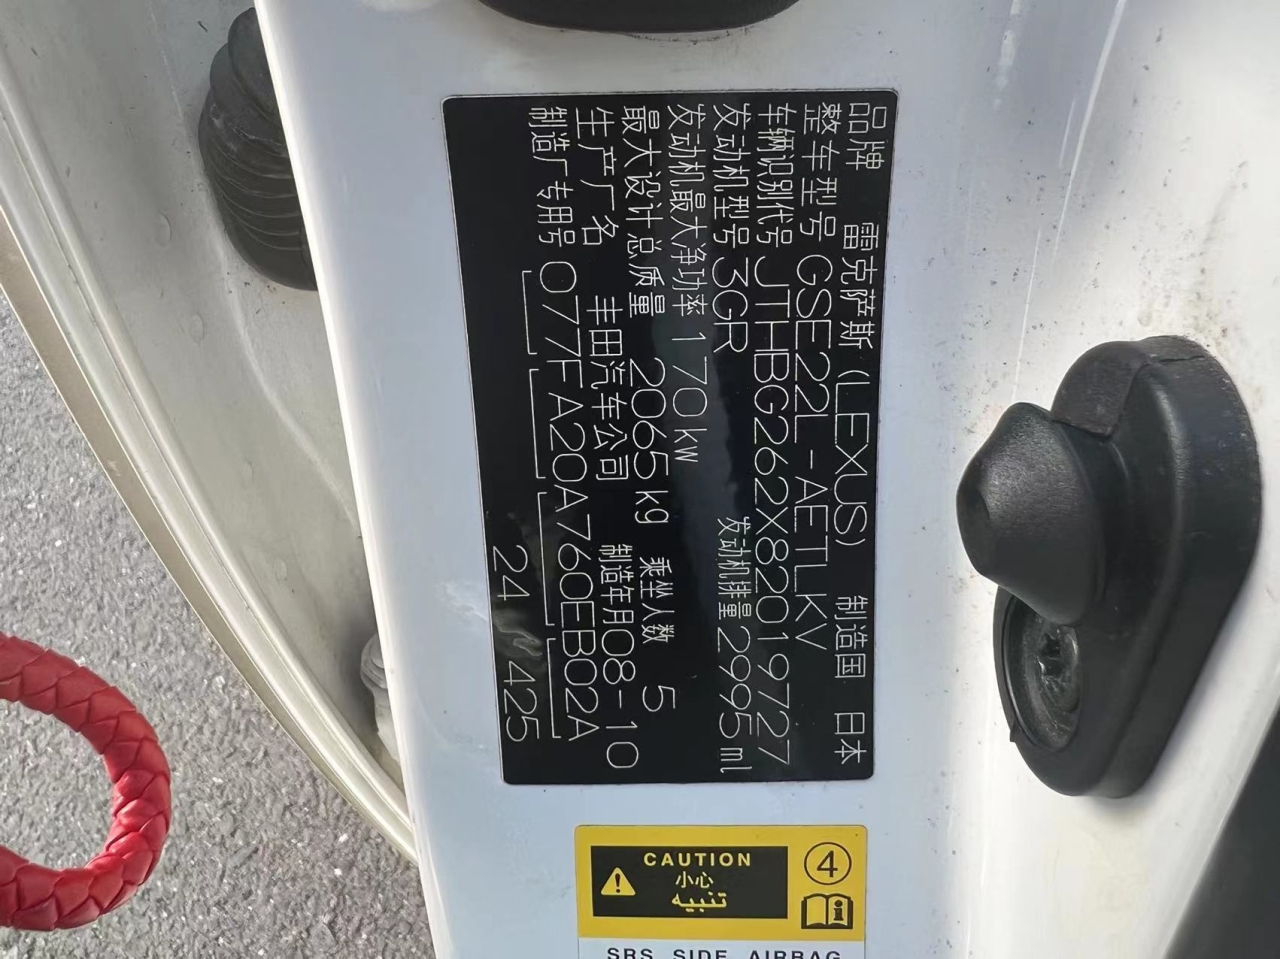 品牌 雷克萨斯 (LEXUS) 制造国 日本
整车型号 GSE22L-AETLKV
车辆识别代号 JTHBG262X82019727
发动机型号 3GR 发动机排量 2995ml
发动机最大净功率 170kW
最大设计总质量 2065kg 乘坐人数 5
生产厂名 丰田汽车公司 制造年月 08-10
制造厂专用号 077FA20A760EB02A
24 425
CAUTION
小心
تنبيه
4
SRS SIDE AIRBAG